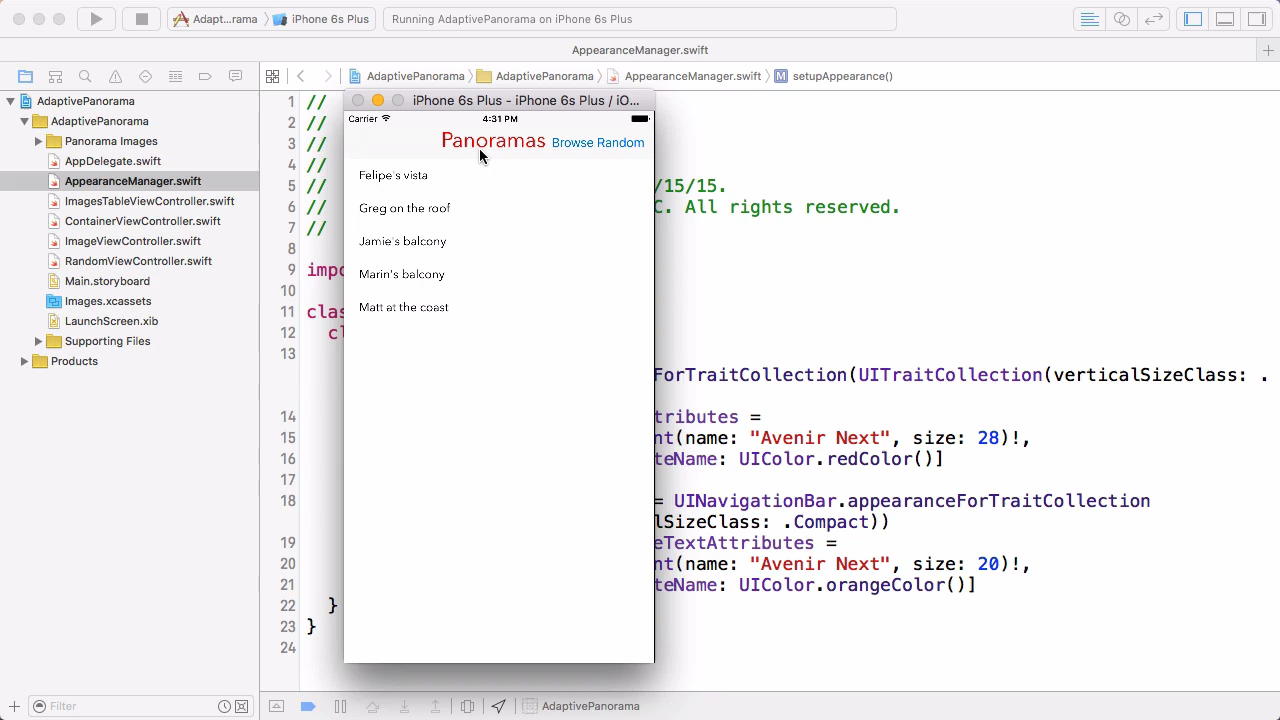 Adapt...rama
iPhone 6s Plus
Running AdaptivePanorama on iPhone 6s Plus
AppearanceManager.swift
AdaptivePanorama
AdaptivePanorama
AppearanceManager.swift
M setupAppearance()
AdaptivePanorama
AdaptivePanorama
Panorama Images
AppDelegate.swift
AppearanceManager.swift
ImagesTableViewController.swift
ContainerViewController.swift
ImageViewController.swift
RandomViewController.swift
Main.storyboard
Images.xcassets
LaunchScreen.xib
Supporting Files
Products
Filter
iPhone 6s Plus - iPhone 6s Plus / iO...
Carrier
4:31 PM
Panoramas
Browse Random
Felipe's vista
Greg on the roof
Jamie's balcony
Marin's balcony
Matt at the coast
1 //
2 //
3 //
4 //
5 // /15/15.
6 // C. All rights reserved.
7 //
8
9 impo
10
11 clas
12 cl
13
ForTraitCollection(UITraitCollection(verticalSizeClass: .
14 tributes =
15 nt(name: "Avenir Next", size: 28)!,
16 teName: UIColor.redColor()]
17
18 = UINavigationBar.appearanceForTraitCollection
lSizeClass: .Compact))
19 eTextAttributes =
20 nt(name: "Avenir Next", size: 20)!,
21 teName: UIColor.orangeColor()]
22 }
23 }
24
AdaptivePanorama